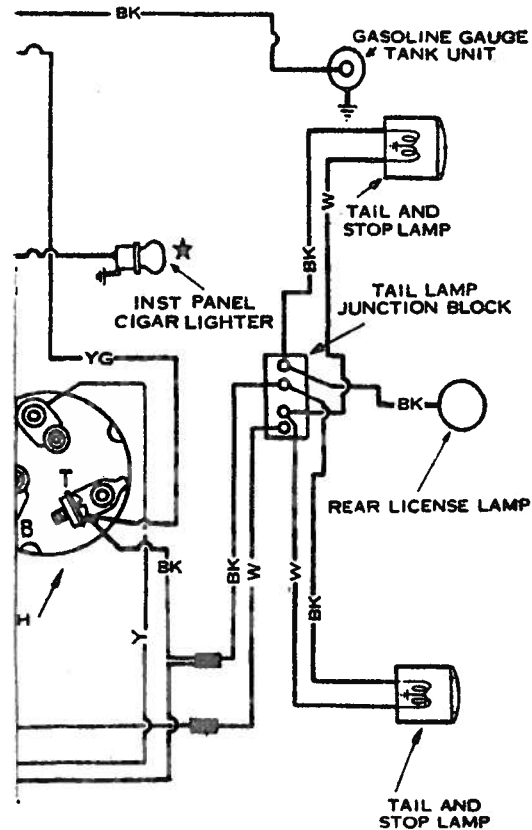 BK
GASOLINE GAUGE
TANK UNIT
W
TAIL AND
STOP LAMP
BK
INST PANEL
CIGAR LIGHTER
TAIL LAMP
JUNCTION BLOCK
YG
BK
T
B
REAR LICENSE LAMP
BK
BK
W
W
BK
H
Y
TAIL AND
STOP LAMP